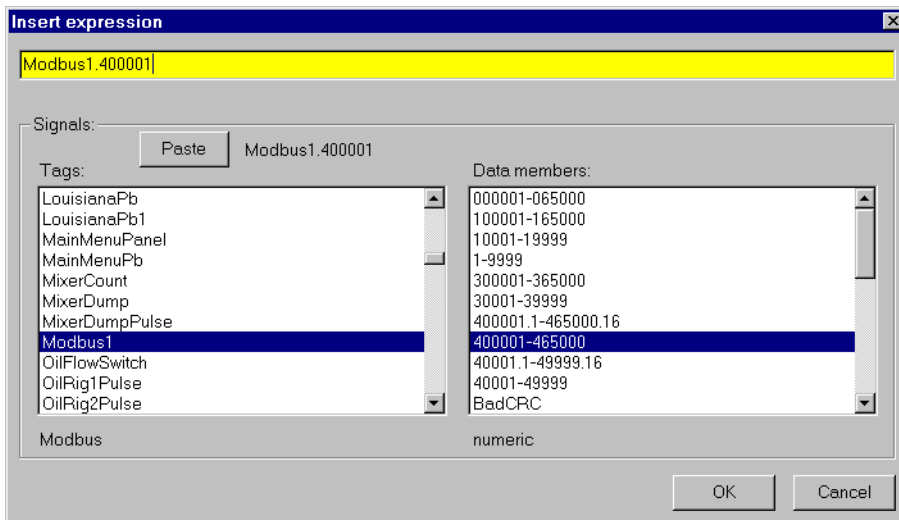 Insert expression
Modbus1.400001
Signals:
Paste
Modbus1.400001
Tags:
LouisianaPb
LouisianaPb1
MainMenuPanel
MainMenuPb
MixerCount
MixerDump
MixerDumpPulse
Modbus1
OilFlowSwitch
OilRig1Pulse
OilRig2Pulse
Modbus
Data members:
000001-065000
100001-165000
10001-19999
1-9999
300001-365000
30001-39999
400001.1-465000.16
400001-465000
40001.1-49999.16
40001-49999
BadCRC
numeric
OK
Cancel